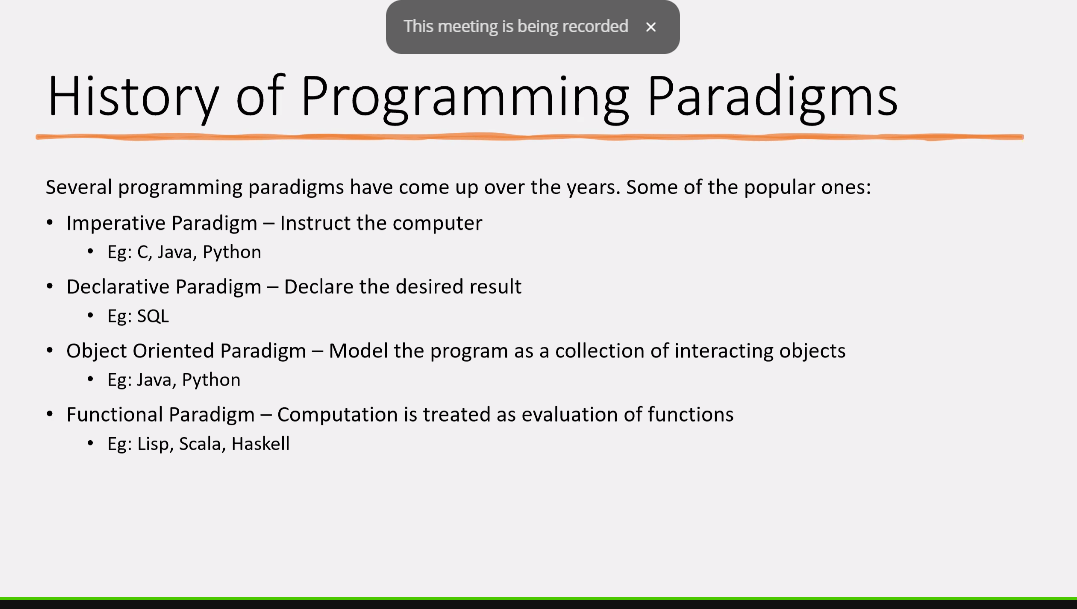 This meeting is being recorded ×
History of Programming Paradigms
Several programming paradigms have come up over the years. Some of the popular ones:
• Imperative Paradigm – Instruct the computer
• Eg: C, Java, Python
• Declarative Paradigm – Declare the desired result
• Eg: SQL
• Object Oriented Paradigm – Model the program as a collection of interacting objects
• Eg: Java, Python
• Functional Paradigm – Computation is treated as evaluation of functions
• Eg: Lisp, Scala, Haskell